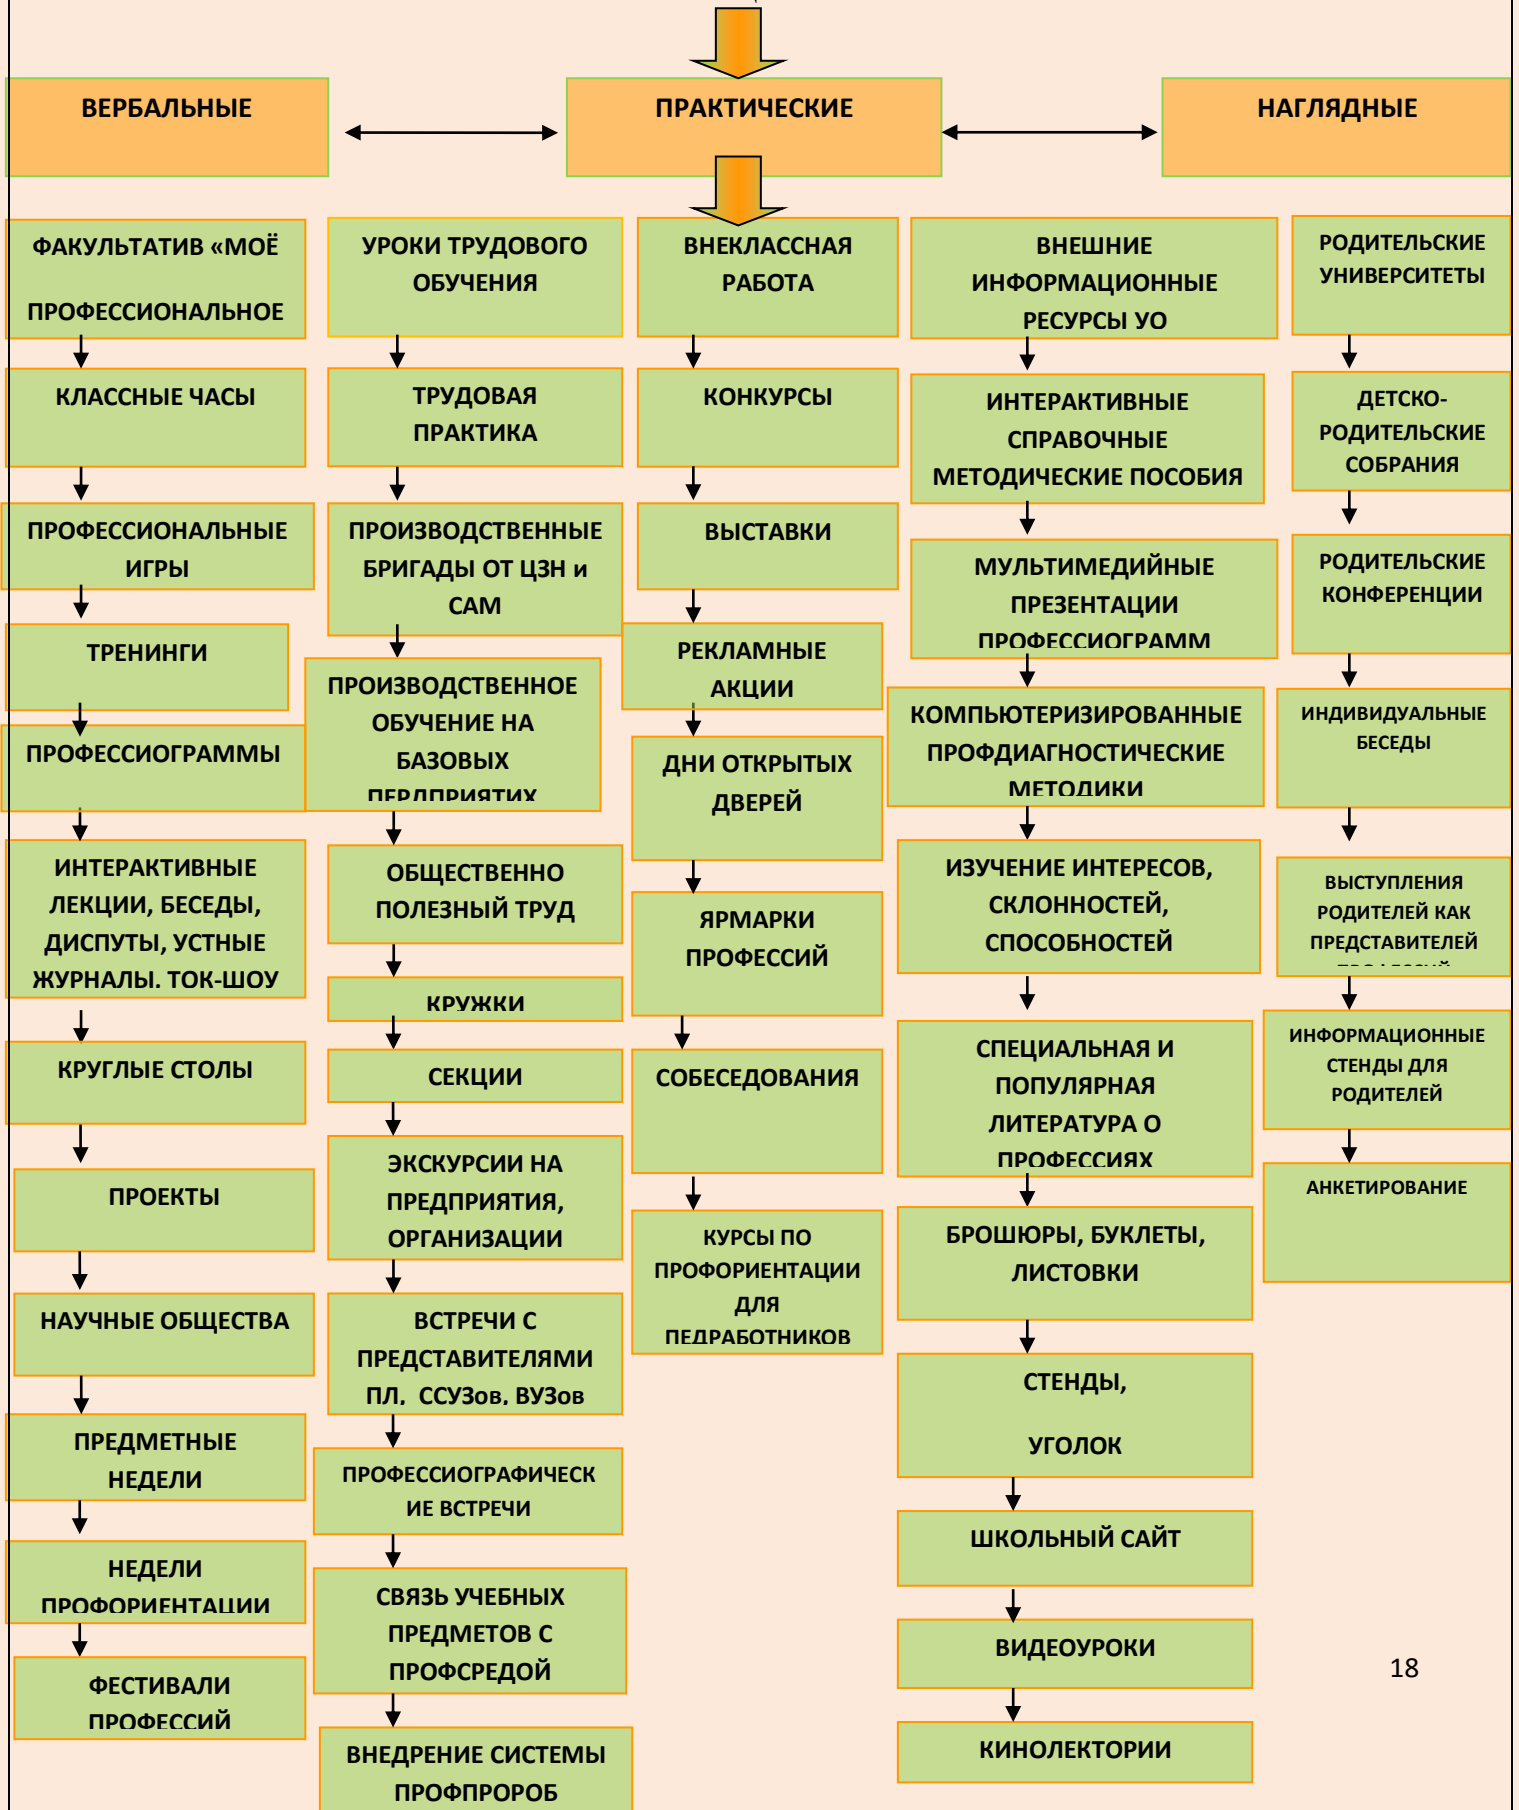 ВЕРБАЛЬНЫЕ
ПРАКТИЧЕСКИЕ
НАГЛЯДНЫЕ
ФАКУЛЬТАТИВ «МОЁ
ПРОФЕССИОНАЛЬНОЕ
КЛАССНЫЕ ЧАСЫ
ПРОФЕССИОНАЛЬНЫЕ
ИГРЫ
ТРЕНИНГИ
ПРОФЕССИОГРАММЫ
ИНТЕРАКТИВНЫЕ
ЛЕКЦИИ, БЕСЕДЫ,
ДИСПУТЫ, УСТНЫЕ
ЖУРНАЛЫ. ТОК-ШОУ
КРУГЛЫЕ СТОЛЫ
ПРОЕКТЫ
НАУЧНЫЕ ОБЩЕСТВА
ПРЕДМЕТНЫЕ
НЕДЕЛИ
НЕДЕЛИ
ПРОФОРИЕНТАЦИИ
ФЕСТИВАЛИ
ПРОФЕССИЙ
УРОКИ ТРУДОВОГО
ОБУЧЕНИЯ
ТРУДОВАЯ
ПРАКТИКА
ПРОИЗВОДСТВЕННЫЕ
БРИГАДЫ ОТ ЦЗН и
САМ
ПРОИЗВОДСТВЕННОЕ
ОБУЧЕНИЕ НА
БАЗОВЫХ
ПЕРДПРИЯТИХ
ОБЩЕСТВЕННО
ПОЛЕЗНЫЙ ТРУД
КРУЖКИ
СЕКЦИИ
ЭКСКУРСИИ НА
ПРЕДПРИЯТИЯ,
ОРГАНИЗАЦИИ
ВСТРЕЧИ С
ПРЕДСТАВИТЕЛЯМИ
ПЛ, ССУЗов, ВУЗов
ПРОФЕССИОГРАФИЧЕСК
ИЕ ВСТРЕЧИ
СВЯЗЬ УЧЕБНЫХ
ПРЕДМЕТОВ С
ПРОФСРЕДОЙ
ВНЕДРЕНИЕ СИСТЕМЫ
ПРОФПРОРОБ
ВНЕКЛАССНАЯ
РАБОТА
КОНКУРСЫ
ВЫСТАВКИ
РЕКЛАМНЫЕ
АКЦИИ
ДНИ ОТКРЫТЫХ
ДВЕРЕЙ
ЯРМАРКИ
ПРОФЕССИЙ
СОБЕСЕДОВАНИЯ
КУРСЫ ПО
ПРОФОРИЕНТАЦИИ
ДЛЯ
ПЕДРАБОТНИКОВ
ВНЕШНИЕ
ИНФОРМАЦИОННЫЕ
РЕСУРСЫ УО
ИНТЕРАКТИВНЫЕ
СПРАВОЧНЫЕ
МЕТОДИЧЕСКИЕ ПОСОБИЯ
МУЛЬТИМЕДИЙНЫЕ
ПРЕЗЕНТАЦИИ
ПРОФЕССИОГРАММ
КОМПЬЮТЕРИЗИРОВАННЫЕ
ПРОФДИАГНОСТИЧЕСКИЕ
МЕТОДИКИ
ИЗУЧЕНИЕ ИНТЕРЕСОВ,
СКЛОННОСТЕЙ,
СПОСОБНОСТЕЙ
СПЕЦИАЛЬНАЯ И
ПОПУЛЯРНАЯ
ЛИТЕРАТУРА О
ПРОФЕССИЯХ
БРОШЮРЫ, БУКЛЕТЫ,
ЛИСТОВКИ
СТЕНДЫ,
УГОЛОК
ШКОЛЬНЫЙ САЙТ
ВИДЕОУРОКИ
КИНОЛЕКТОРИИ
РОДИТЕЛЬСКИЕ
УНИВЕРСИТЕТЫ
ДЕТСКО-
РОДИТЕЛЬСКИЕ
СОБРАНИЯ
РОДИТЕЛЬСКИЕ
КОНФЕРЕНЦИИ
ИНДИВИДУАЛЬНЫЕ
БЕСЕДЫ
ВЫСТУПЛЕНИЯ
РОДИТЕЛЕЙ КАК
ПРЕДСТАВИТЕЛЕЙ
ИНФОРМАЦИОННЫЕ
СТЕНДЫ ДЛЯ
РОДИТЕЛЕЙ
АНКЕТИРОВАНИЕ
18